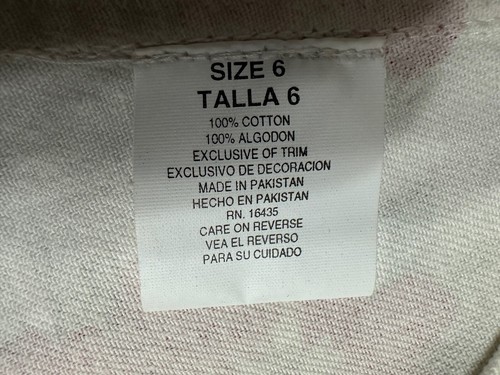 SIZE 6
TALLA 6
100% COTTON
100% ALGODON
EXCLUSIVE OF TRIM
EXCLUSIVO DE DECORACION
MADE IN PAKISTAN
HECHO EN PAKISTAN
RN. 16435
CARE ON REVERSE
VEA EL REVERSO
PARA SU CUIDADO